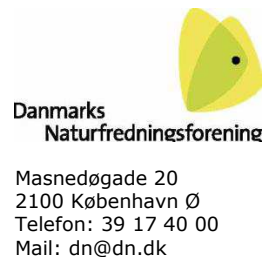 Danmarks
Naturfredningsforening
Masnedøgade 20
2100 København Ø
Telefon: 39 17 40 00
Mail: dn@dn.dk